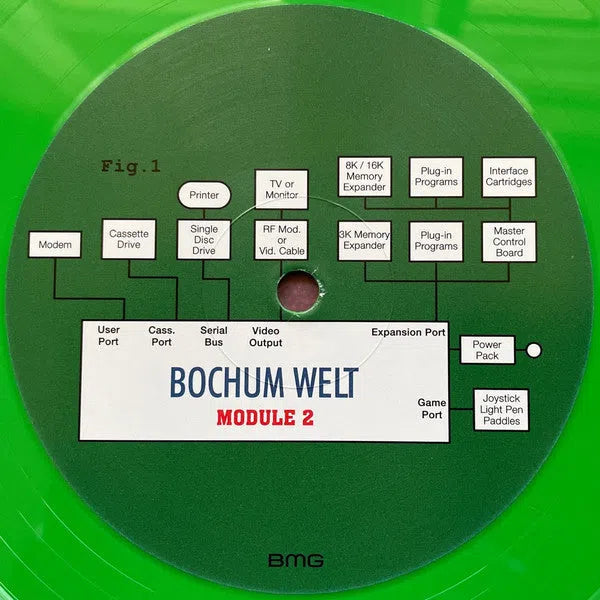 Fig.1
8K / 16K
Memory
Expander
Plug-in
Programs
Interface
Cartridges
TV or
Monitor
Printer
Modem
Cassette
Drive
Single
Disc
Drive
RF Mod.
or
Vid. Cable
3K Memory
Expander
Plug-in
Programs
Master
Control
Board
User
Port
Cass.
Port
Serial
Bus
Video
Output
Expansion Port
Power
Pack
BOCHUM WELT
MODULE 2
Game
Port
Joystick
Light Pen
Paddles
BMG